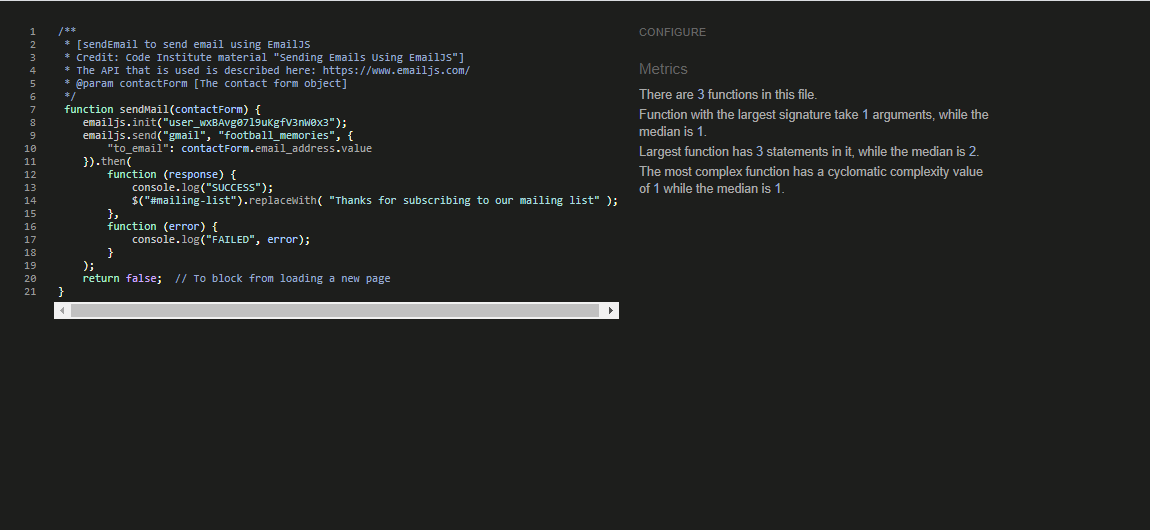 1 /**
2 * [sendEmail to send email using EmailJS
3 * Credit: Code Institute material "Sending Emails Using EmailJS"]
4 * The API that is used is described here: https://www.emailjs.com/
5 * @param contactForm [The contact form object]
6 */
7 function sendMail(contactForm) {
8 emailjs.init("user_wxBAvg07l9uKgfV3nW0x3");
9 emailjs.send("gmail", "football_memories", {
10 "to_email": contactForm.email_address.value
11 }).then(
12 function (response) {
13 console.log("SUCCESS");
14 $("#mailing-list").replaceWith( "Thanks for subscribing to our mailing list" );
15 },
16 function (error) {
17 console.log("FAILED", error);
18 }
19 );
20 return false;  // To block from loading a new page
21 }
CONFIGURE
Metrics
There are 3 functions in this file.
Function with the largest signature take 1 arguments, while the
median is 1.
Largest function has 3 statements in it, while the median is 2.
The most complex function has a cyclomatic complexity value
of 1 while the median is 1.